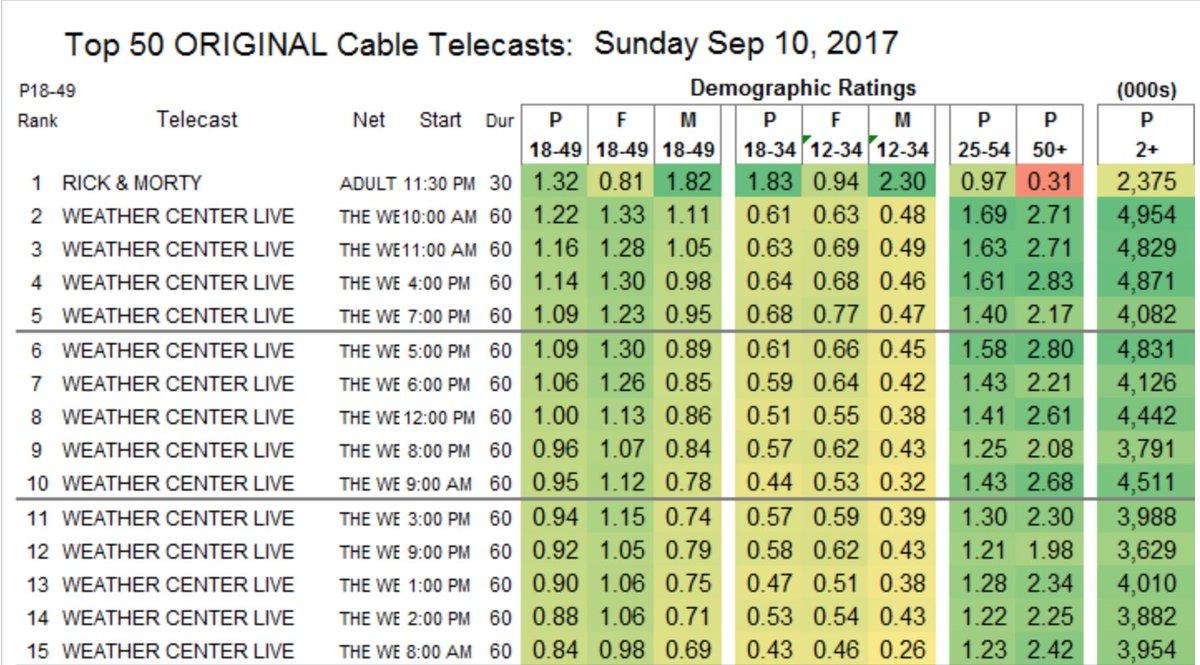 Top 50 ORIGINAL Cable Telecasts: Sunday Sep 10, 2017
P18-49 Demographic Ratings (000s)
Rank Telecast Net Start Dur P F M P F M P P P
18-49 18-49 18-49 18-34 12-34 12-34 25-54 50+ 2+
1 RICK & MORTY ADULT 11:30 PM 30 1.32 0.81 1.82 1.83 0.94 2.30 0.97 0.31 2,375
2 WEATHER CENTER LIVE THE WE 10:00 AM 60 1.22 1.33 1.11 0.61 0.63 0.48 1.69 2.71 4,954
3 WEATHER CENTER LIVE THE WE 11:00 AM 60 1.16 1.28 1.05 0.63 0.69 0.49 1.63 2.71 4,829
4 WEATHER CENTER LIVE THE WE 4:00 PM 60 1.14 1.30 0.98 0.64 0.68 0.46 1.61 2.83 4,871
5 WEATHER CENTER LIVE THE WE 7:00 PM 60 1.09 1.23 0.95 0.68 0.77 0.47 1.40 2.17 4,082
6 WEATHER CENTER LIVE THE WE 5:00 PM 60 1.09 1.30 0.89 0.61 0.66 0.45 1.58 2.80 4,831
7 WEATHER CENTER LIVE THE WE 6:00 PM 60 1.06 1.26 0.85 0.59 0.64 0.42 1.43 2.21 4,126
8 WEATHER CENTER LIVE THE WE 12:00 PM 60 1.00 1.13 0.86 0.51 0.55 0.38 1.41 2.61 4,442
9 WEATHER CENTER LIVE THE WE 8:00 PM 60 0.96 1.07 0.84 0.57 0.62 0.43 1.25 2.08 3,791
10 WEATHER CENTER LIVE THE WE 9:00 AM 60 0.95 1.12 0.78 0.44 0.53 0.32 1.43 2.68 4,511
11 WEATHER CENTER LIVE THE WE 3:00 PM 60 0.94 1.15 0.74 0.57 0.59 0.39 1.30 2.30 3,988
12 WEATHER CENTER LIVE THE WE 9:00 PM 60 0.92 1.05 0.79 0.58 0.62 0.43 1.21 1.98 3,629
13 WEATHER CENTER LIVE THE WE 1:00 PM 60 0.90 1.06 0.75 0.47 0.51 0.38 1.28 2.34 4,010
14 WEATHER CENTER LIVE THE WE 2:00 PM 60 0.88 1.06 0.71 0.53 0.54 0.43 1.22 2.25 3,882
15 WEATHER CENTER LIVE THE WE 8:00 AM 60 0.84 0.98 0.69 0.43 0.46 0.26 1.23 2.42 3,954